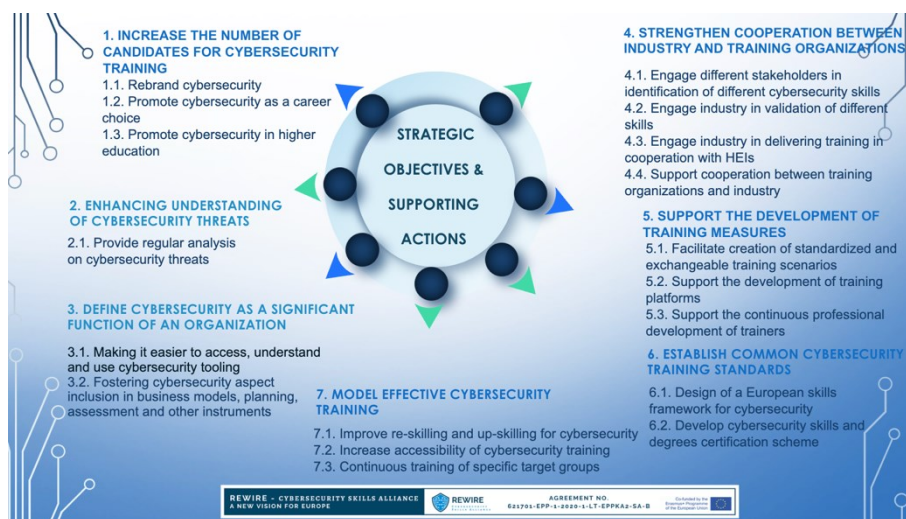 1. INCREASE THE NUMBER OF
CANDIDATES FOR CYBERSECURITY
TRAINING
1.1. Rebrand cybersecurity
1.2. Promote cybersecurity as a career
choice
1.3. Promote cybersecurity in higher
education
2. ENHANCING UNDERSTANDING
OF CYBERSECURITY THREATS
2.1. Provide regular analysis
on cybersecurity threats
3. DEFINE CYBERSECURITY AS A SIGNIFICANT
FUNCTION OF AN ORGANIZATION
3.1. Making it easier to access, understand
and use cybersecurity tooling
3.2. Fostering cybersecurity aspect
inclusion in business models, planning,
assessment and other instruments
STRATEGIC
OBJECTIVES &
SUPPORTING
ACTIONS
4. STRENGTHEN COOPERATION BETWEEN
INDUSTRY AND TRAINING ORGANIZATIONS
4.1. Engage different stakeholders in
identification of different cybersecurity skills
4.2. Engage industry in validation of different
skills
4.3. Engage industry in delivering training in
cooperation with HEIs
4.4. Support cooperation between training
organizations and industry
5. SUPPORT THE DEVELOPMENT OF
TRAINING MEASURES
5.1. Facilitate creation of standardized and
exchangeable training scenarios
5.2. Support the development of training
platforms
5.3. Support the continuous professional
development of trainers
6. ESTABLISH COMMON CYBERSECURITY
TRAINING STANDARDS
6.1. Design of a European skills
framework for cybersecurity
6.2. Develop cybersecurity skills and
degrees certification scheme
7. MODEL EFFECTIVE CYBERSECURITY
TRAINING
7.1. Improve re-skilling and up-skilling for cybersecurity
7.2. Increase accessibility of cybersecurity training
7.3. Continuous training of specific target groups
REWIRE - CYBERSECURITY SKILLS ALLIANCE
A NEW VISION FOR EUROPE
REWIRE
CYBERSECURITY
SKILLS ALLIANCE
AGREEMENT NO.
621701-EPP-1-2020-1-LT-EPPKA2-SSA-B
Co-funded by the
Erasmus+ Programme
of the European Union